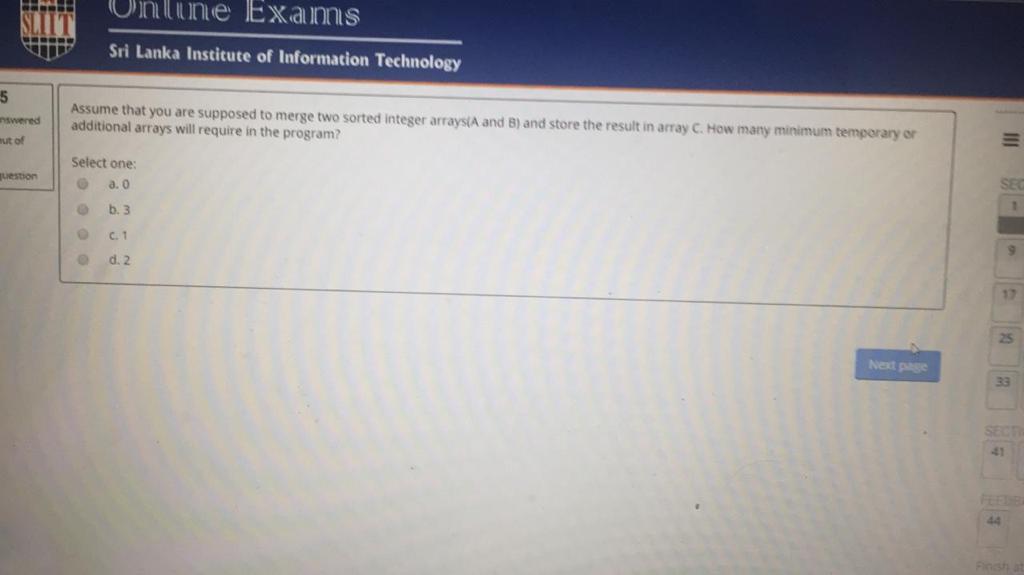 SLIIT
Online Exams
Sri Lanka Institute of Information Technology
5
nswered
out of
question
Assume that you are supposed to merge two sorted integer arrays(A and B) and store the result in array C. How many minimum temporary or
additional arrays will require in the program?
Select one:
a. 0
b. 3
c. 1
d. 2
Next page
SEC
1
9
17
25
33
SECTI
41
FEEDB
44
Finish at